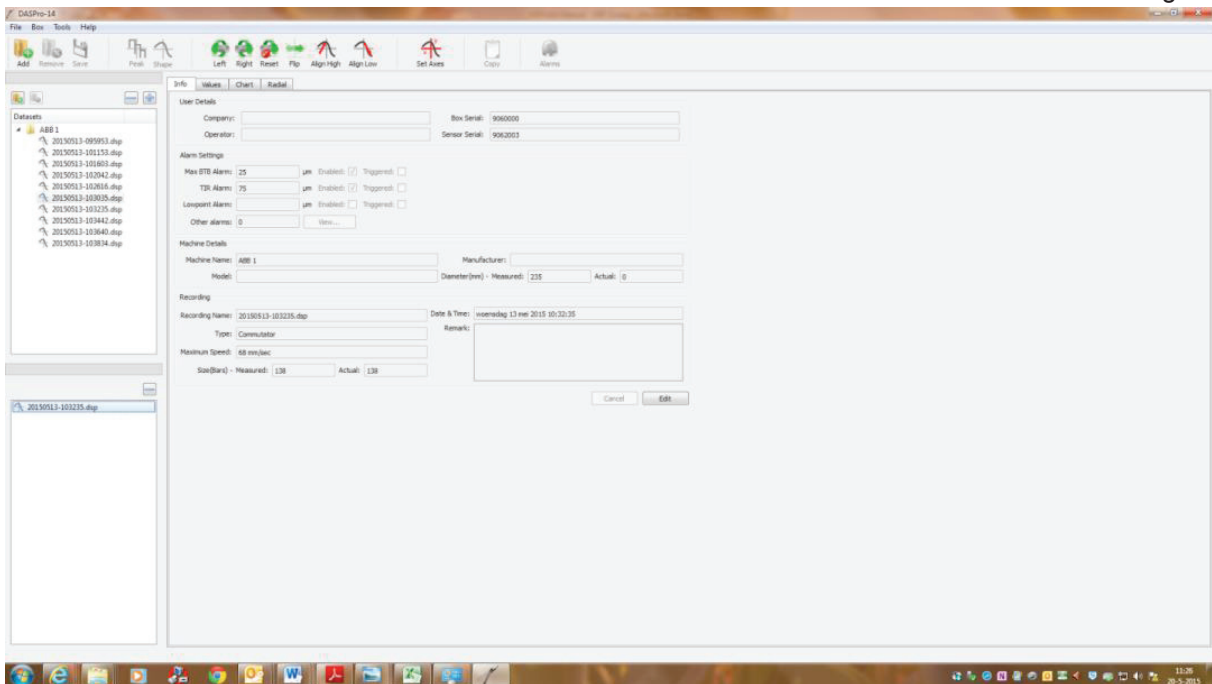 DASPro-14
File Box Tools Help
Add Remove Save Peak Shape Left Right Reset Flip Align High Align Low Set Axes Copy Alarms
Info Values Chart Radial
Datasets
ABB 1
20150513-095953.dsp
20150513-101153.dsp
20150513-101603.dsp
20150513-102042.dsp
20150513-102616.dsp
20150513-103035.dsp
20150513-103235.dsp
20150513-103442.dsp
20150513-103640.dsp
20150513-103834.dsp
20150513-103235.dsp
User Details
Company: Box Serial: 9060000
Operator: Sensor Serial: 9062003
Alarm Settings
Max BTB Alarm: 25 µm Enabled: Triggered:
TIR Alarm: 75 µm Enabled: Triggered:
Lowpoint Alarm: µm Enabled: Triggered:
Other alarms: 0 View...
Machine Details
Machine Name: ABB 1 Manufacturer:
Model: Diameter(mm) - Measured: 235 Actual: 0
Recording
Recording Name: 20150513-103235.dsp Date & Time: woensdag 13 mei 2015 10:32:35
Type: Commutator Remark:
Maximum Speed: 68 mm/sec
Size(Bars) - Measured: 138 Actual: 138
Cancel Edit
11:26
20-5-2015